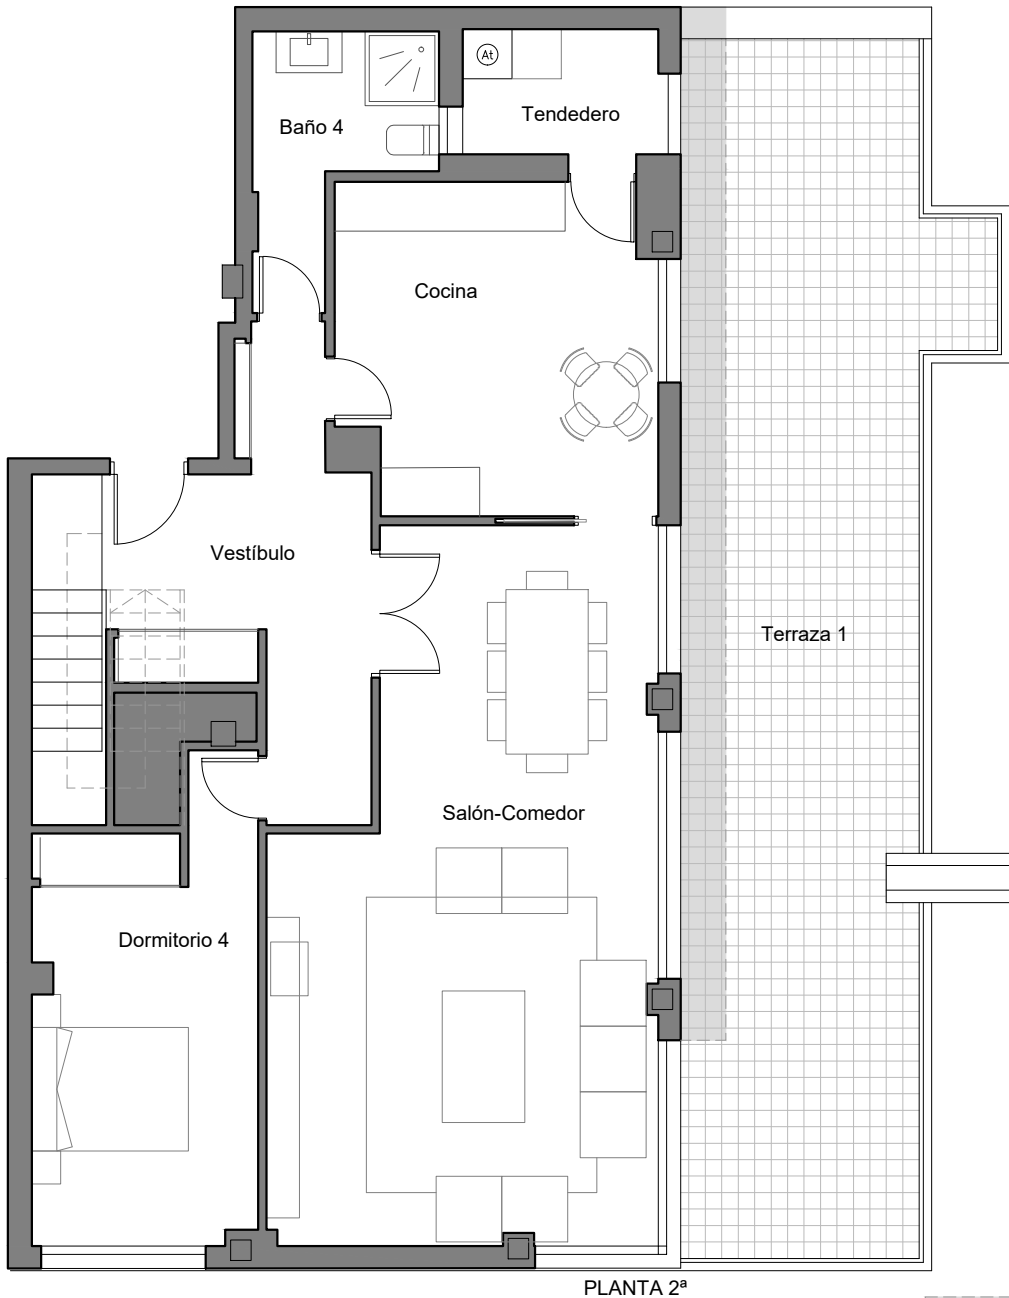 At
Tendedero
Baño 4
Cocina
Vestíbulo
Terraza 1
Salón-Comedor
Dormitorio 4
PLANTA 2ª